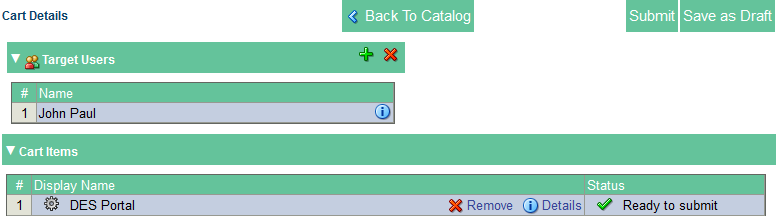 Cart Details Back To Catalog Submit Save as Draft
Target Users
# Name
1 John Paul
Cart Items
# Display Name Status
1 DES Portal Remove Details Ready to submit